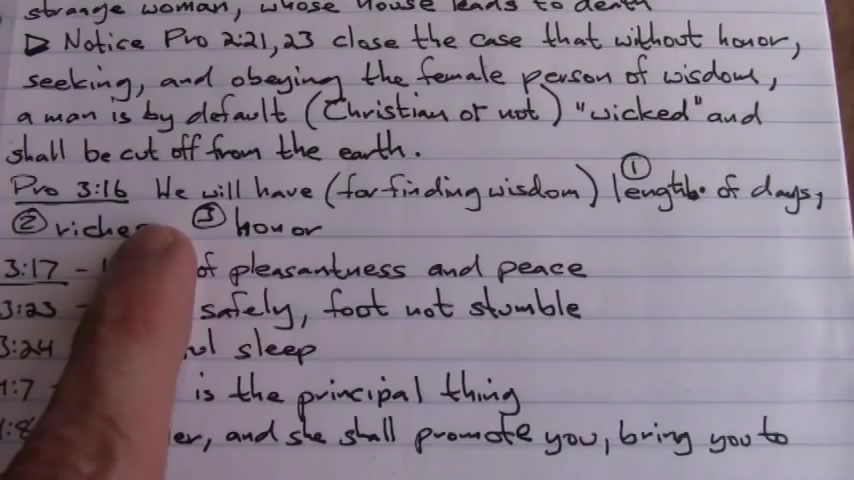 strange woman, whose house leads to death
▷ Notice Pro 2:21,23 close the case that without honor,
seeking, and obeying the female person of wisdom,
a man is by default (Christian or not) "wicked" and
shall be cut off from the earth.
Pro 3:16 He will have (for finding wisdom) ① length of days,
② riches ③ honor
3:17 - of pleasantness and peace
3:23 - safely, foot not stumble
3:24 sleep
4:7 is the principal thing
and she shall promote you, bring you to